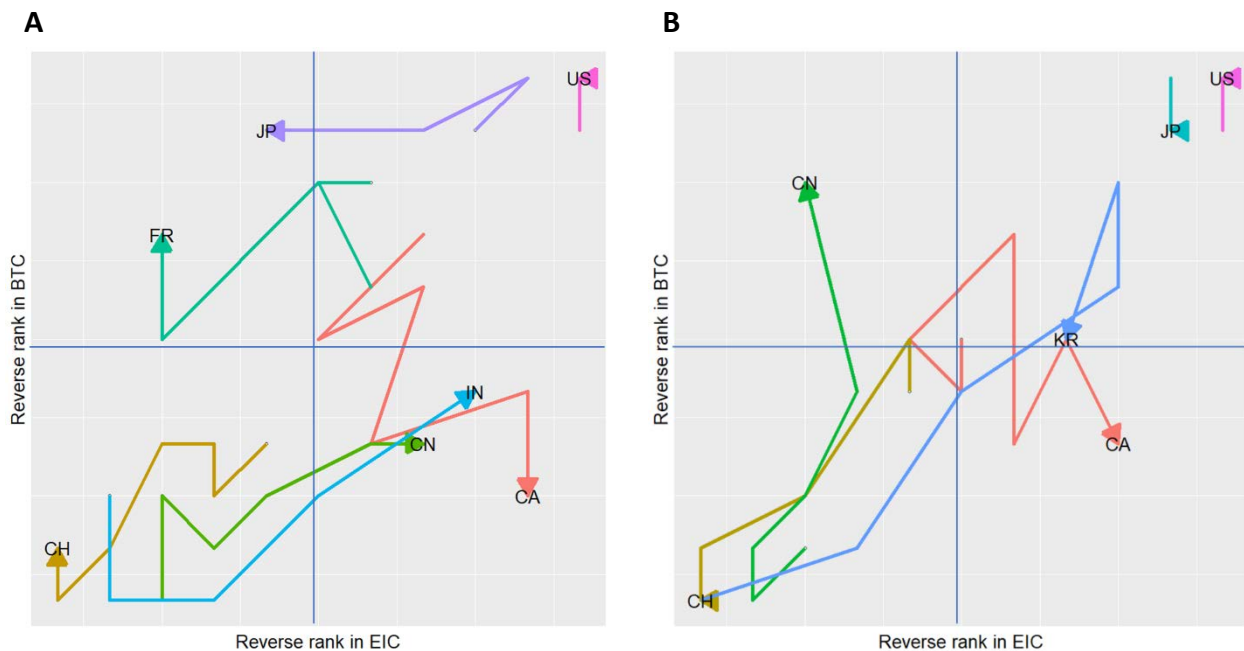 A
B
US
JP
FR
IN
CN
CA
CH
Reverse rank in BTC
Reverse rank in EIC
US
JP
CN
KR
CA
CH
Reverse rank in BTC
Reverse rank in EIC